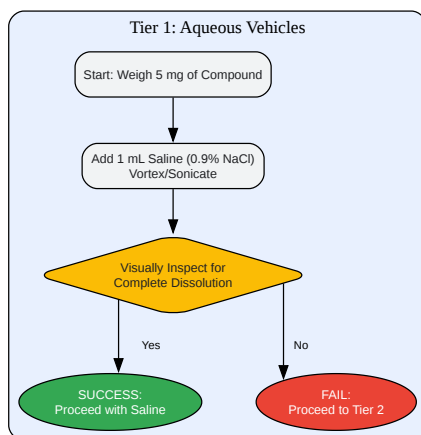 Tier 1: Aqueous Vehicles
Start: Weigh 5 mg of Compound
Add 1 mL Saline (0.9% NaCl)
Vortex/Sonicate
Visually Inspect for
Complete Dissolution
Yes
No
SUCCESS:
Proceed with Saline
FAIL:
Proceed to Tier 2